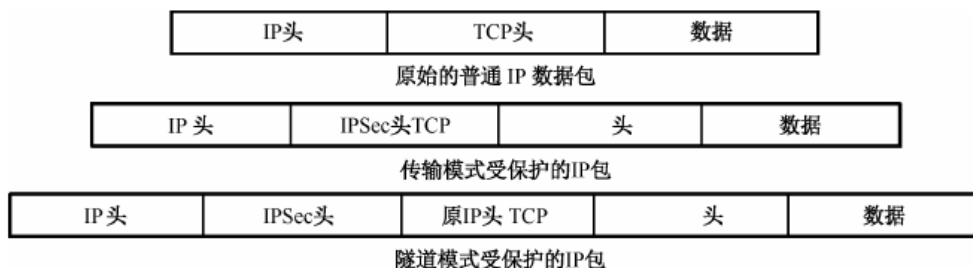 IP头 TCP头 数据
原始的普通 IP 数据包
IP 头 IPSec头TCP 头 数据
传输模式受保护的IP包
IP头 IPSec头 原IP头 TCP 头 数据
隧道模式受保护的IP包